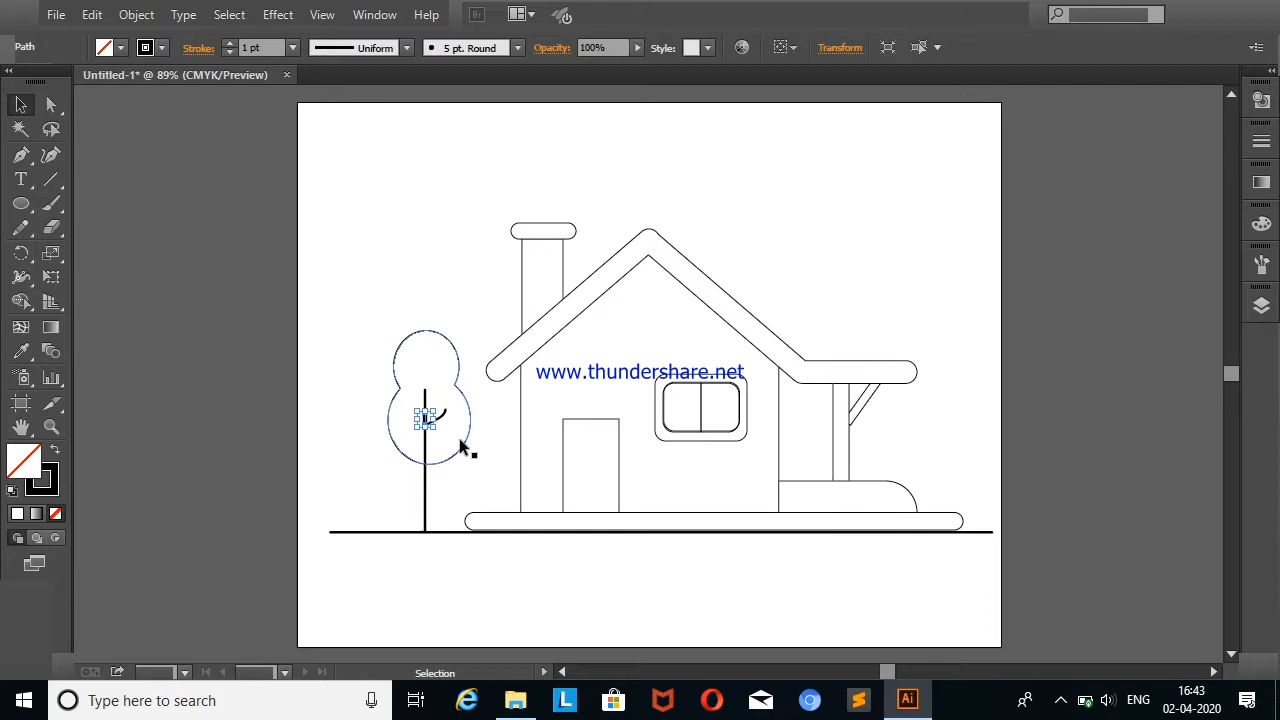 File Edit Object Type Select Effect View Window Help Br
Path Stroke: 1 pt Uniform 5 pt. Round Opacity: 100% Style: Transform
Untitled-1* @ 89% (CMYK/Preview)
www.thundershare.net
Selection
Type here to search
L
Ai
ENG
16:43
02-04-2020